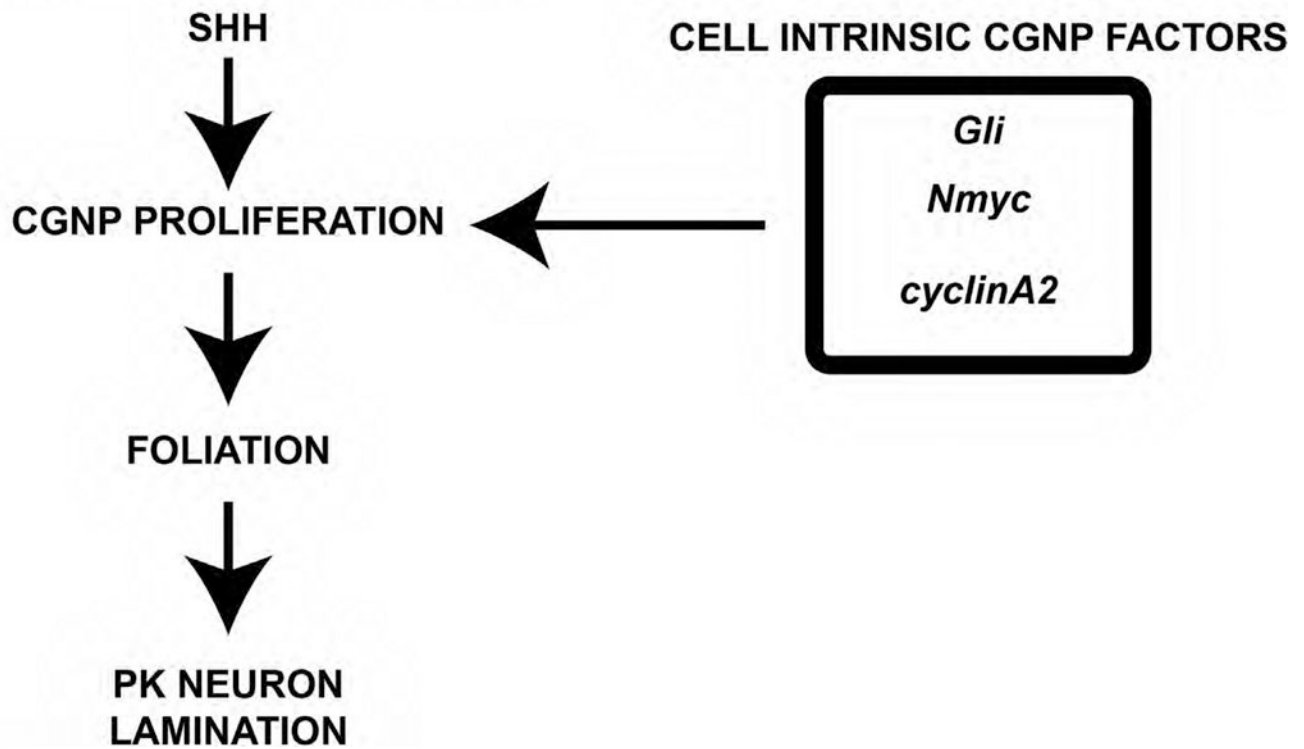 SHH
CELL INTRINSIC CGNP FACTORS
Gli
Nmyc
CGNP PROLIFERATION
cyclinA2
FOLIATION
PK NEURON
LAMINATION